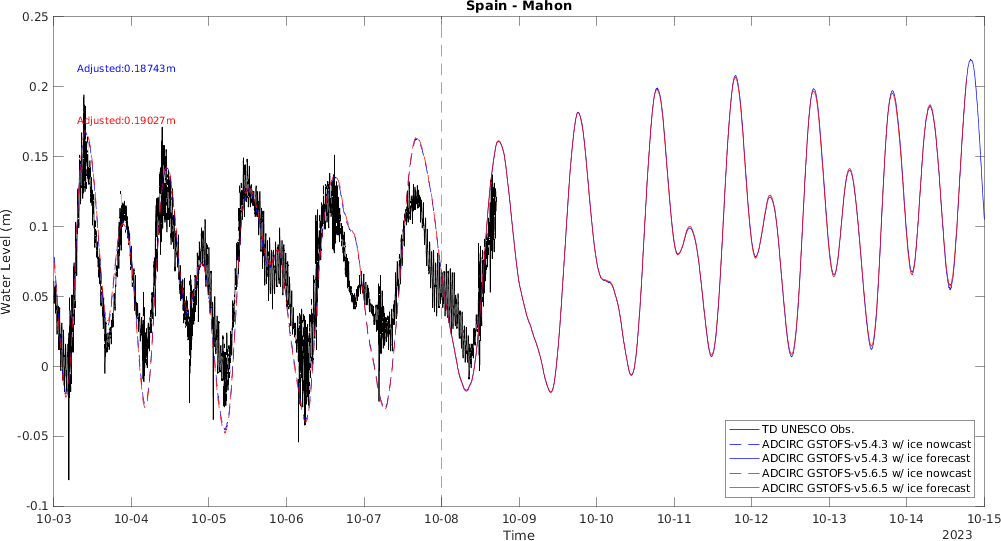 Spain - Mahon
0.25
0.2
0.15
0.1
0.05
0
-0.05
-0.1
Water Level (m)
Adjusted:0.18743m
Adjusted:0.19027m
TD UNESCO Obs.
ADCIRC GSTOFS-v5.4.3 w/ ice nowcast
ADCIRC GSTOFS-v5.4.3 w/ ice forecast
ADCIRC GSTOFS-v5.6.5 w/ ice nowcast
ADCIRC GSTOFS-v5.6.5 w/ ice forecast
10-03 10-04 10-05 10-06 10-07 10-08 10-09 10-10 10-11 10-12 10-13 10-14 10-15
Time
2023